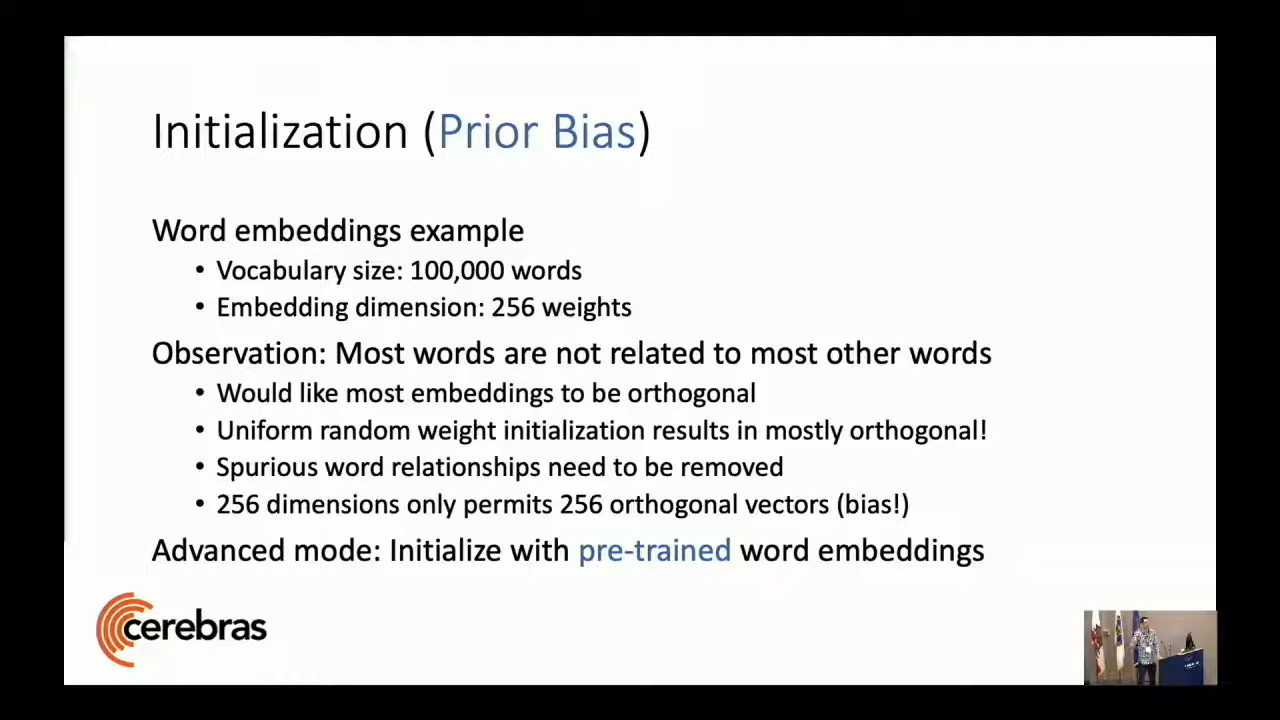 Initialization (Prior Bias)
Word embeddings example
• Vocabulary size: 100,000 words
• Embedding dimension: 256 weights
Observation: Most words are not related to most other words
• Would like most embeddings to be orthogonal
• Uniform random weight initialization results in mostly orthogonal!
• Spurious word relationships need to be removed
• 256 dimensions only permits 256 orthogonal vectors (bias!)
Advanced mode: Initialize with pre-trained word embeddings
cerebras